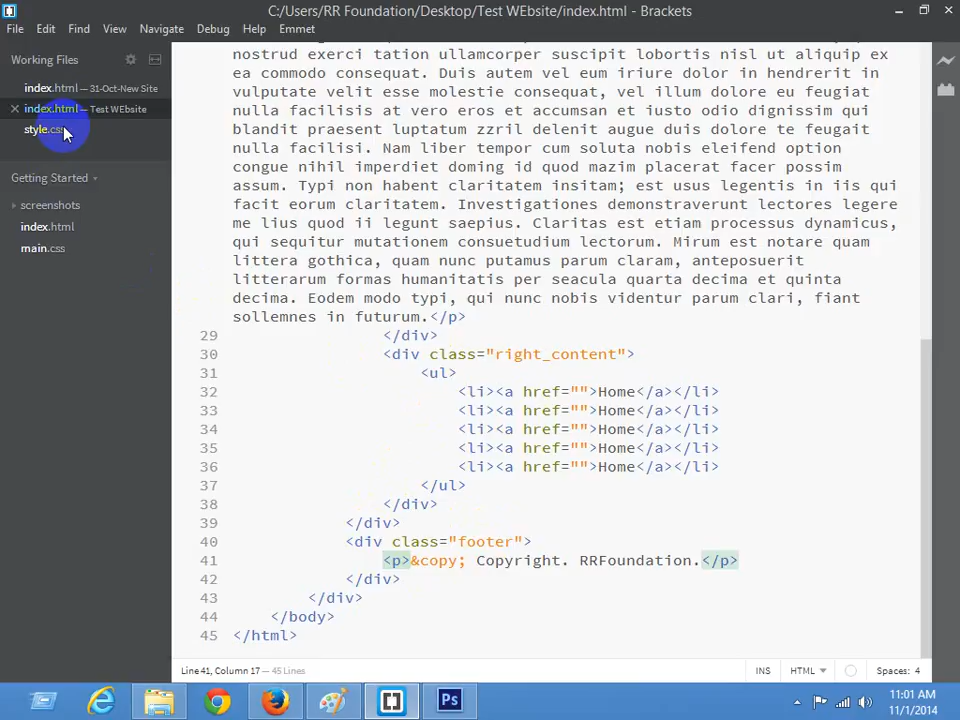 C:/Users/RR Foundation/Desktop/Test WEbsite/index.html - Brackets
File Edit Find View Navigate Debug Help Emmet
Working Files
index.html — 31-Oct-New Site
index.html — Test WEbsite
style.css
Getting Started
screenshots
index.html
main.css
nostrud exerci tation ullamcorper suscipit lobortis nisl ut aliquip ex
ea commodo consequat. Duis autem vel eum iriure dolor in hendrerit in
vulputate velit esse molestie consequat, vel illum dolore eu feugiat
nulla facilisis at vero eros et accumsan et iusto odio dignissim qui
blandit praesent luptatum zzril delenit augue duis dolore te feugait
nulla facilisi. Nam liber tempor cum soluta nobis eleifend option
congue nihil imperdiet doming id quod mazim placerat facer possim
assum. Typi non habent claritatem insitam; est usus legentis in iis qui
facit eorum claritatem. Investigationes demonstraverunt lectores legere
me lius quod ii legunt saepius. Claritas est etiam processus dynamicus,
qui sequitur mutationem consuetudium lectorum. Mirum est notare quam
littera gothica, quam nunc putamus parum claram, anteposuerit
litterarum formas humanitatis per seacula quarta decima et quinta
decima. Eodem modo typi, qui nunc nobis videntur parum clari, fiant
sollemnes in futurum.</p>
29 </div>
30 <div class="right_content">
31 <ul>
32 <li><a href="">Home</a></li>
33 <li><a href="">Home</a></li>
34 <li><a href="">Home</a></li>
35 <li><a href="">Home</a></li>
36 <li><a href="">Home</a></li>
37 </ul>
38 </div>
39 </div>
40 <div class="footer">
41 <p>&copy; Copyright. RRFoundation.</p>
42 </div>
43 </div>
44 </body>
45 </html>
Line 41, Column 17 — 45 Lines INS HTML Spaces: 4
Ps
11:01 AM
11/1/2014